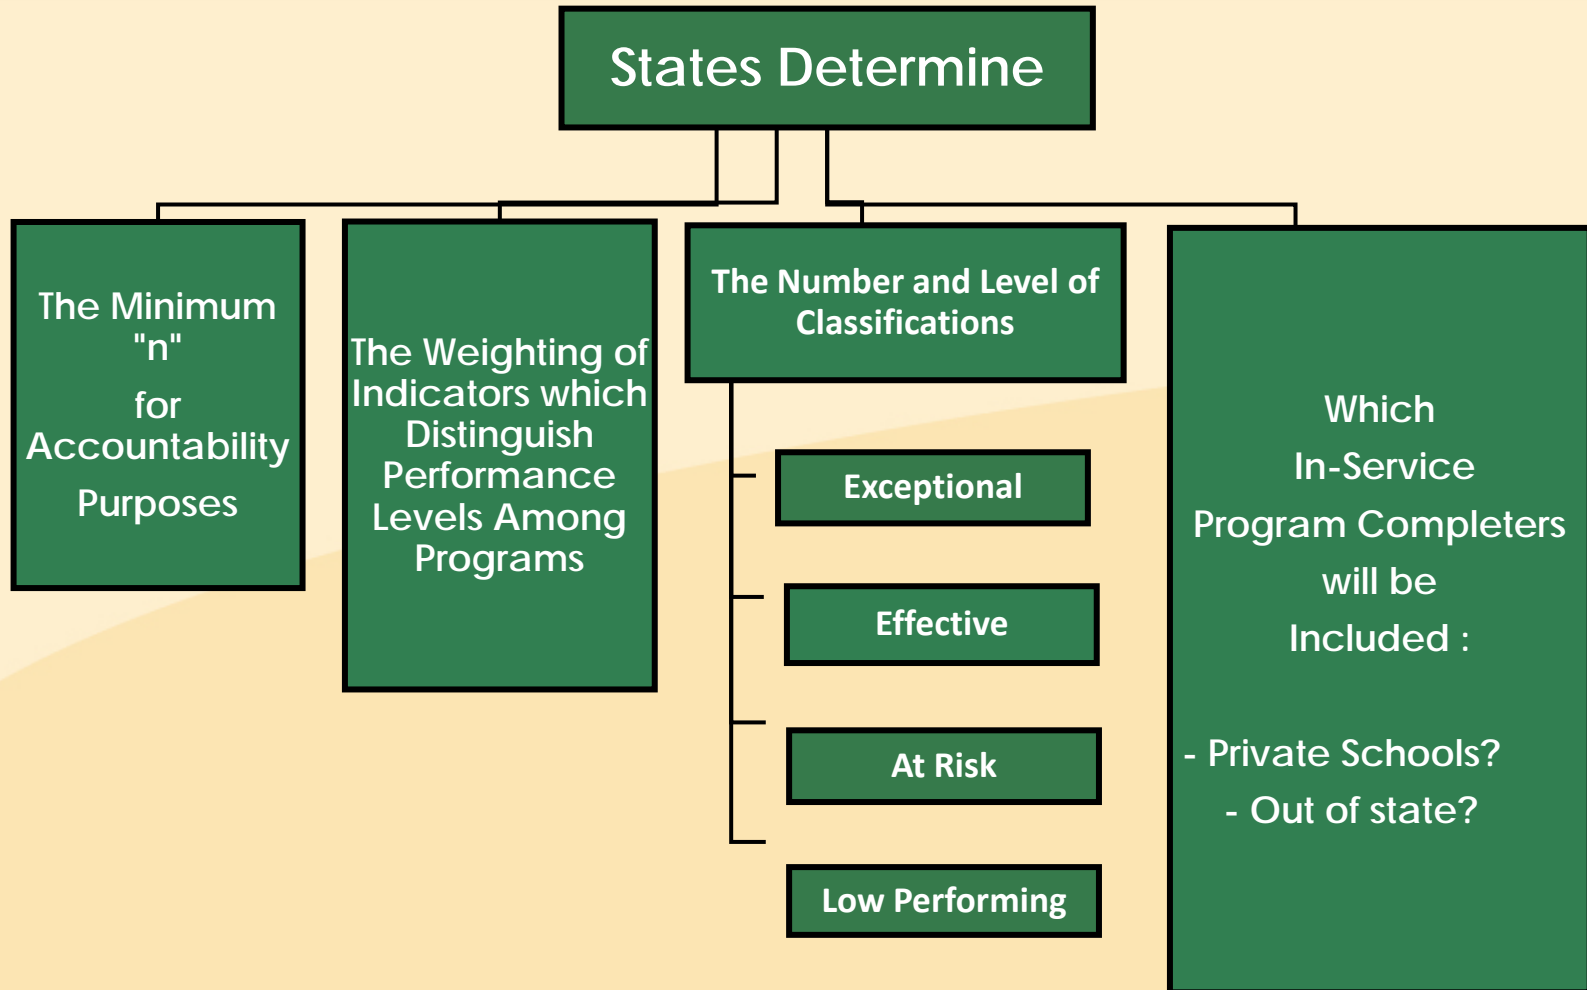 States Determine
The Minimum
"n"
for
Accountability
Purposes
The Weighting of
Indicators which
Distinguish
Performance
Levels Among
Programs
The Number and Level of
Classifications
Exceptional
Effective
At Risk
Low Performing
Which
In-Service
Program Completers
will be
Included :
- Private Schools?
- Out of state?